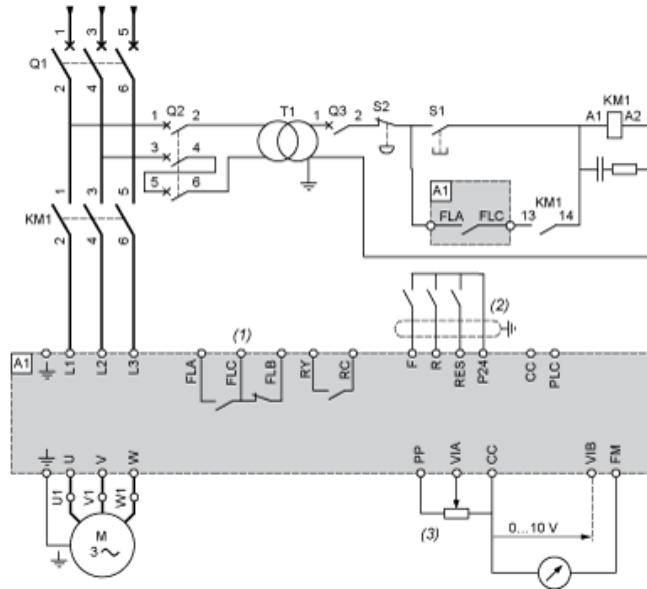 1 3 5
Q1
2 4 6
1 Q2 2
3 4
5 6
T1
1 Q3 2
S2
S1
KM1
A1 A2
A1
FLA FLC
KM1
13 14
1 3 5
KM1
2 4 6
(1)
(2)
A1
L1 L2 L3
FLA FLC FLB RY RC
F R RES P24 CC PLC
U V W
PP VIA CC VIB FM
U1 V1 W1
M
3
(3)
0...10 V